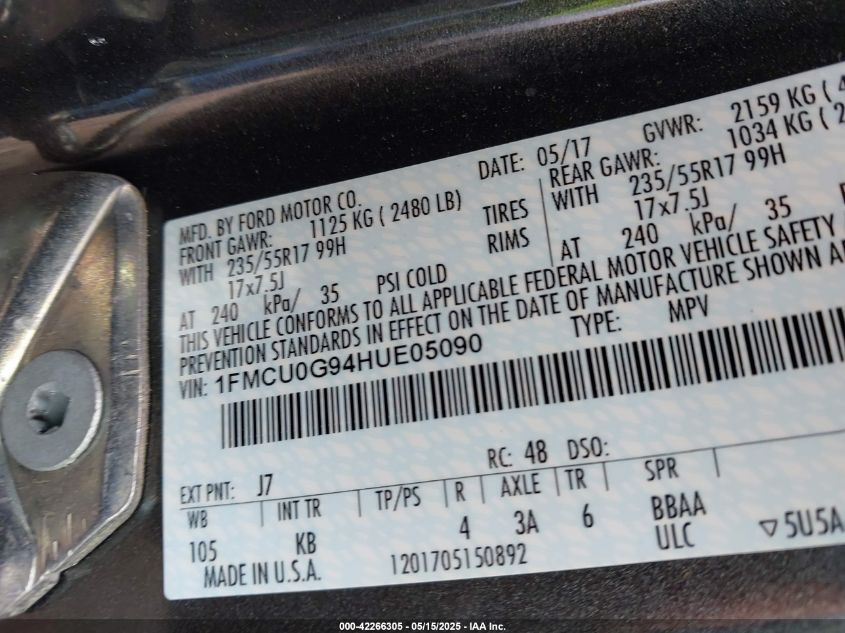 MFD. BY FORD MOTOR CO. DATE: 05/17 GVWR: 2159 KG (
FRONT GAWR: 1125 KG ( 2480 LB) REAR GAWR: 1034 KG ( 2
WITH 235/55R17 99H TIRES WITH 235/55R17 99H
17x7.5J RIMS 17x7.5J
AT 240 kPa/ 35 PSI COLD AT 240 kPa/ 35
THIS VEHICLE CONFORMS TO ALL APPLICABLE FEDERAL MOTOR VEHICLE SAFETY
PREVENTION STANDARDS IN EFFECT ON THE DATE OF MANUFACTURE SHOWN
VIN: 1FMCU0G94HUE05090 TYPE: MPV
RC: 48 DSO:
EXT PNT: J7
WB INT TR TP/PS R AXLE TR SPR
105 KB 4 3A 6 BBAA
ULC ▽5U5A
MADE IN U.S.A. 1201705150892
000-42266305 - 05/15/2025 - IAA Inc.